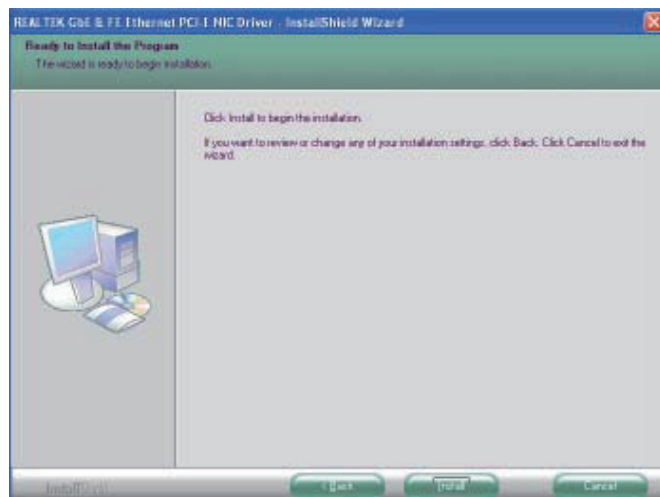 REALTEK GbE & FE Ethernet PCI-E NIC Driver - InstallShield Wizard
Ready to Install the Program
The wizard is ready to begin installation.
Click Install to begin the installation.
If you want to review or change any of your installation settings, click Back. Click Cancel to exit the
wizard.
InstallShield
< Back
Install
Cancel